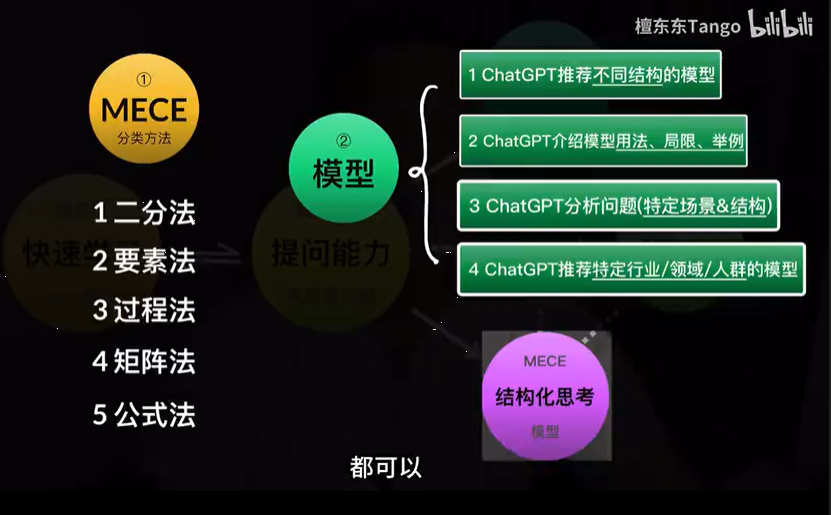 檀东东Tango bilibili
①
MECE
分类方法
1 二分法
2 要素法
3 过程法
4 矩阵法
5 公式法
②
模型
1 ChatGPT推荐不同结构的模型
2 ChatGPT介绍模型用法、局限、举例
3 ChatGPT分析问题(特定场景&结构)
4 ChatGPT推荐特定行业/领域/人群的模型
提问能力
MECE
结构化思考
模型
都可以